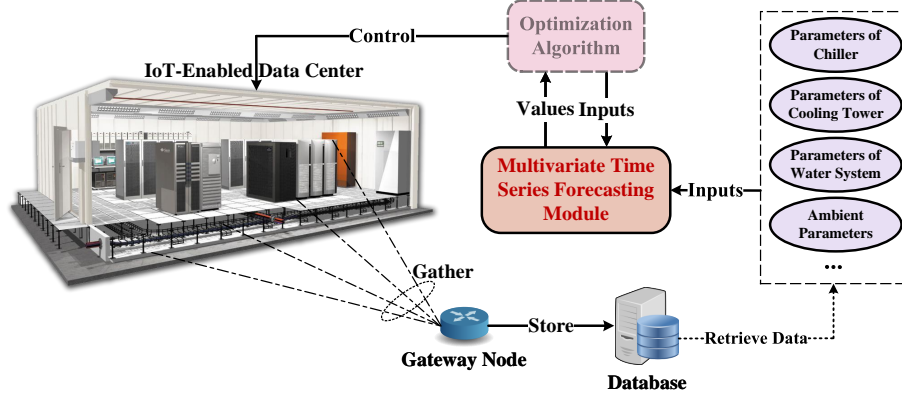 Control
Optimization
Algorithm
IoT-Enabled Data Center
Values
Inputs
Multivariate Time
Series Forecasting
Module
Inputs
Parameters of
Chiller
Parameters of
Cooling Tower
Parameters of
Water System
Ambient
Parameters
...
Gather
Gateway Node
Store
Database
Retrieve Data